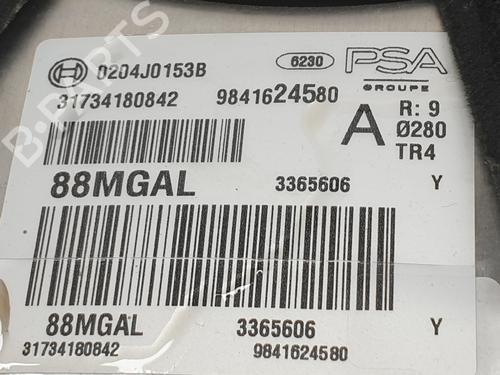 0204J0153B 6230 PSA
GROUPE
31734180842 9841624580
A R: 9
Ø280
TR4
88MGAL 3365606 Y
88MGAL 3365606 Y
31734180842 9841624580
B-PARTS